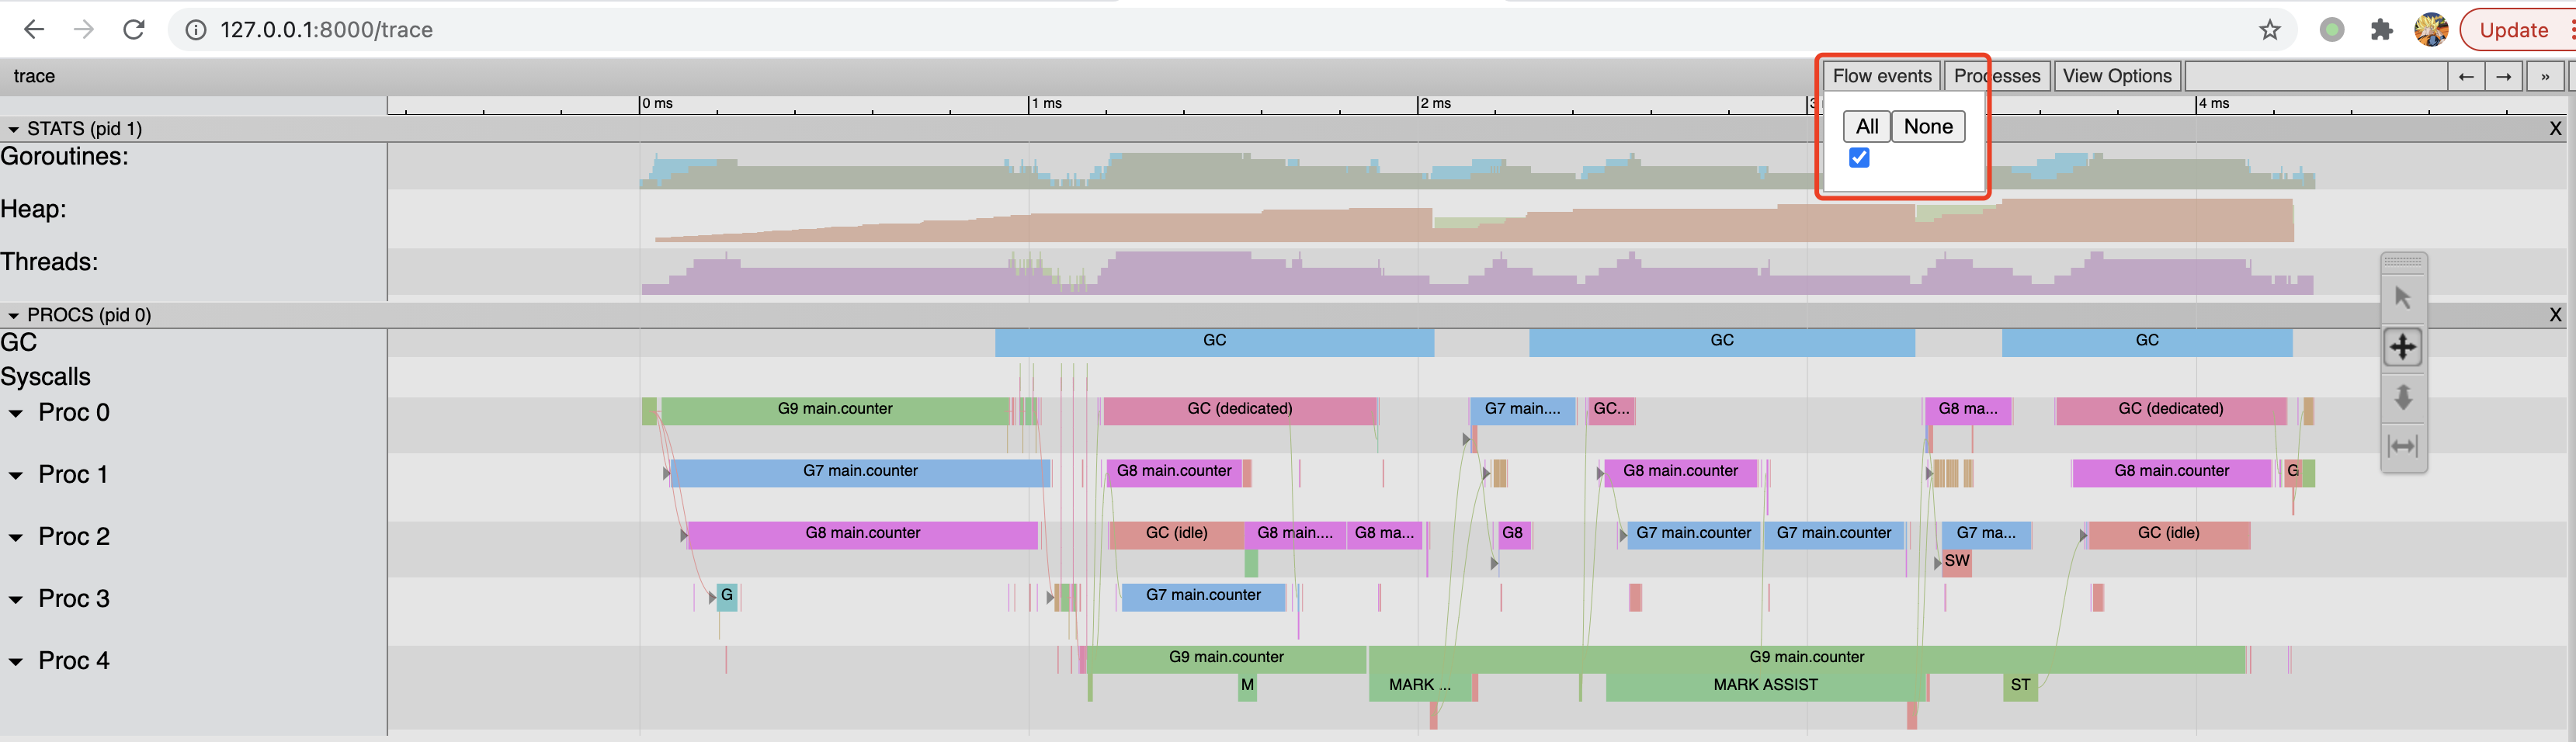 127.0.0.1:8000/trace
Update
trace
Flow events Processes View Options ← → »
All None
0 ms 1 ms 2 ms 3 4 ms
STATS (pid 1) X
Goroutines:
Heap:
Threads:
PROCS (pid 0) X
GC GC GC GC
Syscalls
Proc 0 G9 main.counter GC (dedicated) G7 main.... GC... G8 ma... GC (dedicated)
Proc 1 G7 main.counter G8 main.counter G8 main.counter G8 main.counter G
Proc 2 G8 main.counter GC (idle) G8 main.... G8 ma... G8 G7 main.counter G7 main.counter G7 ma... GC (idle)
SW
Proc 3 G G7 main.counter
Proc 4 G9 main.counter G9 main.counter
M MARK ... MARK ASSIST ST